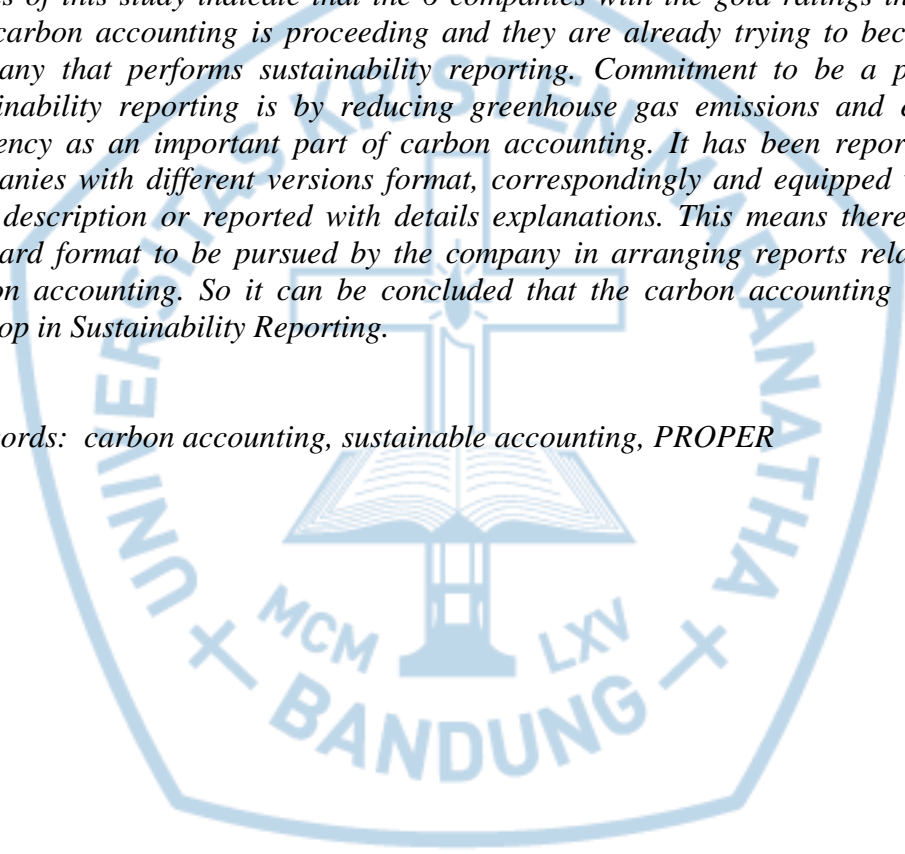 s of this study indicate that the 6 companies with the gold ratings in
carbon accounting is proceeding and they are already trying to bec
any that performs sustainability reporting. Commitment to be a p
inability reporting is by reducing greenhouse gas emissions and e
ency as an important part of carbon accounting. It has been repor
anies with different versions format, correspondingly and equipped
description or reported with details explanations. This means there
ard format to be pursued by the company in arranging reports rela
on accounting. So it can be concluded that the carbon accounting
op in Sustainability Reporting.
ords: carbon accounting, sustainable accounting, PROPER
UNIVERSITAS KRISTEN MARANATHA
MCM LXV
BANDUNG